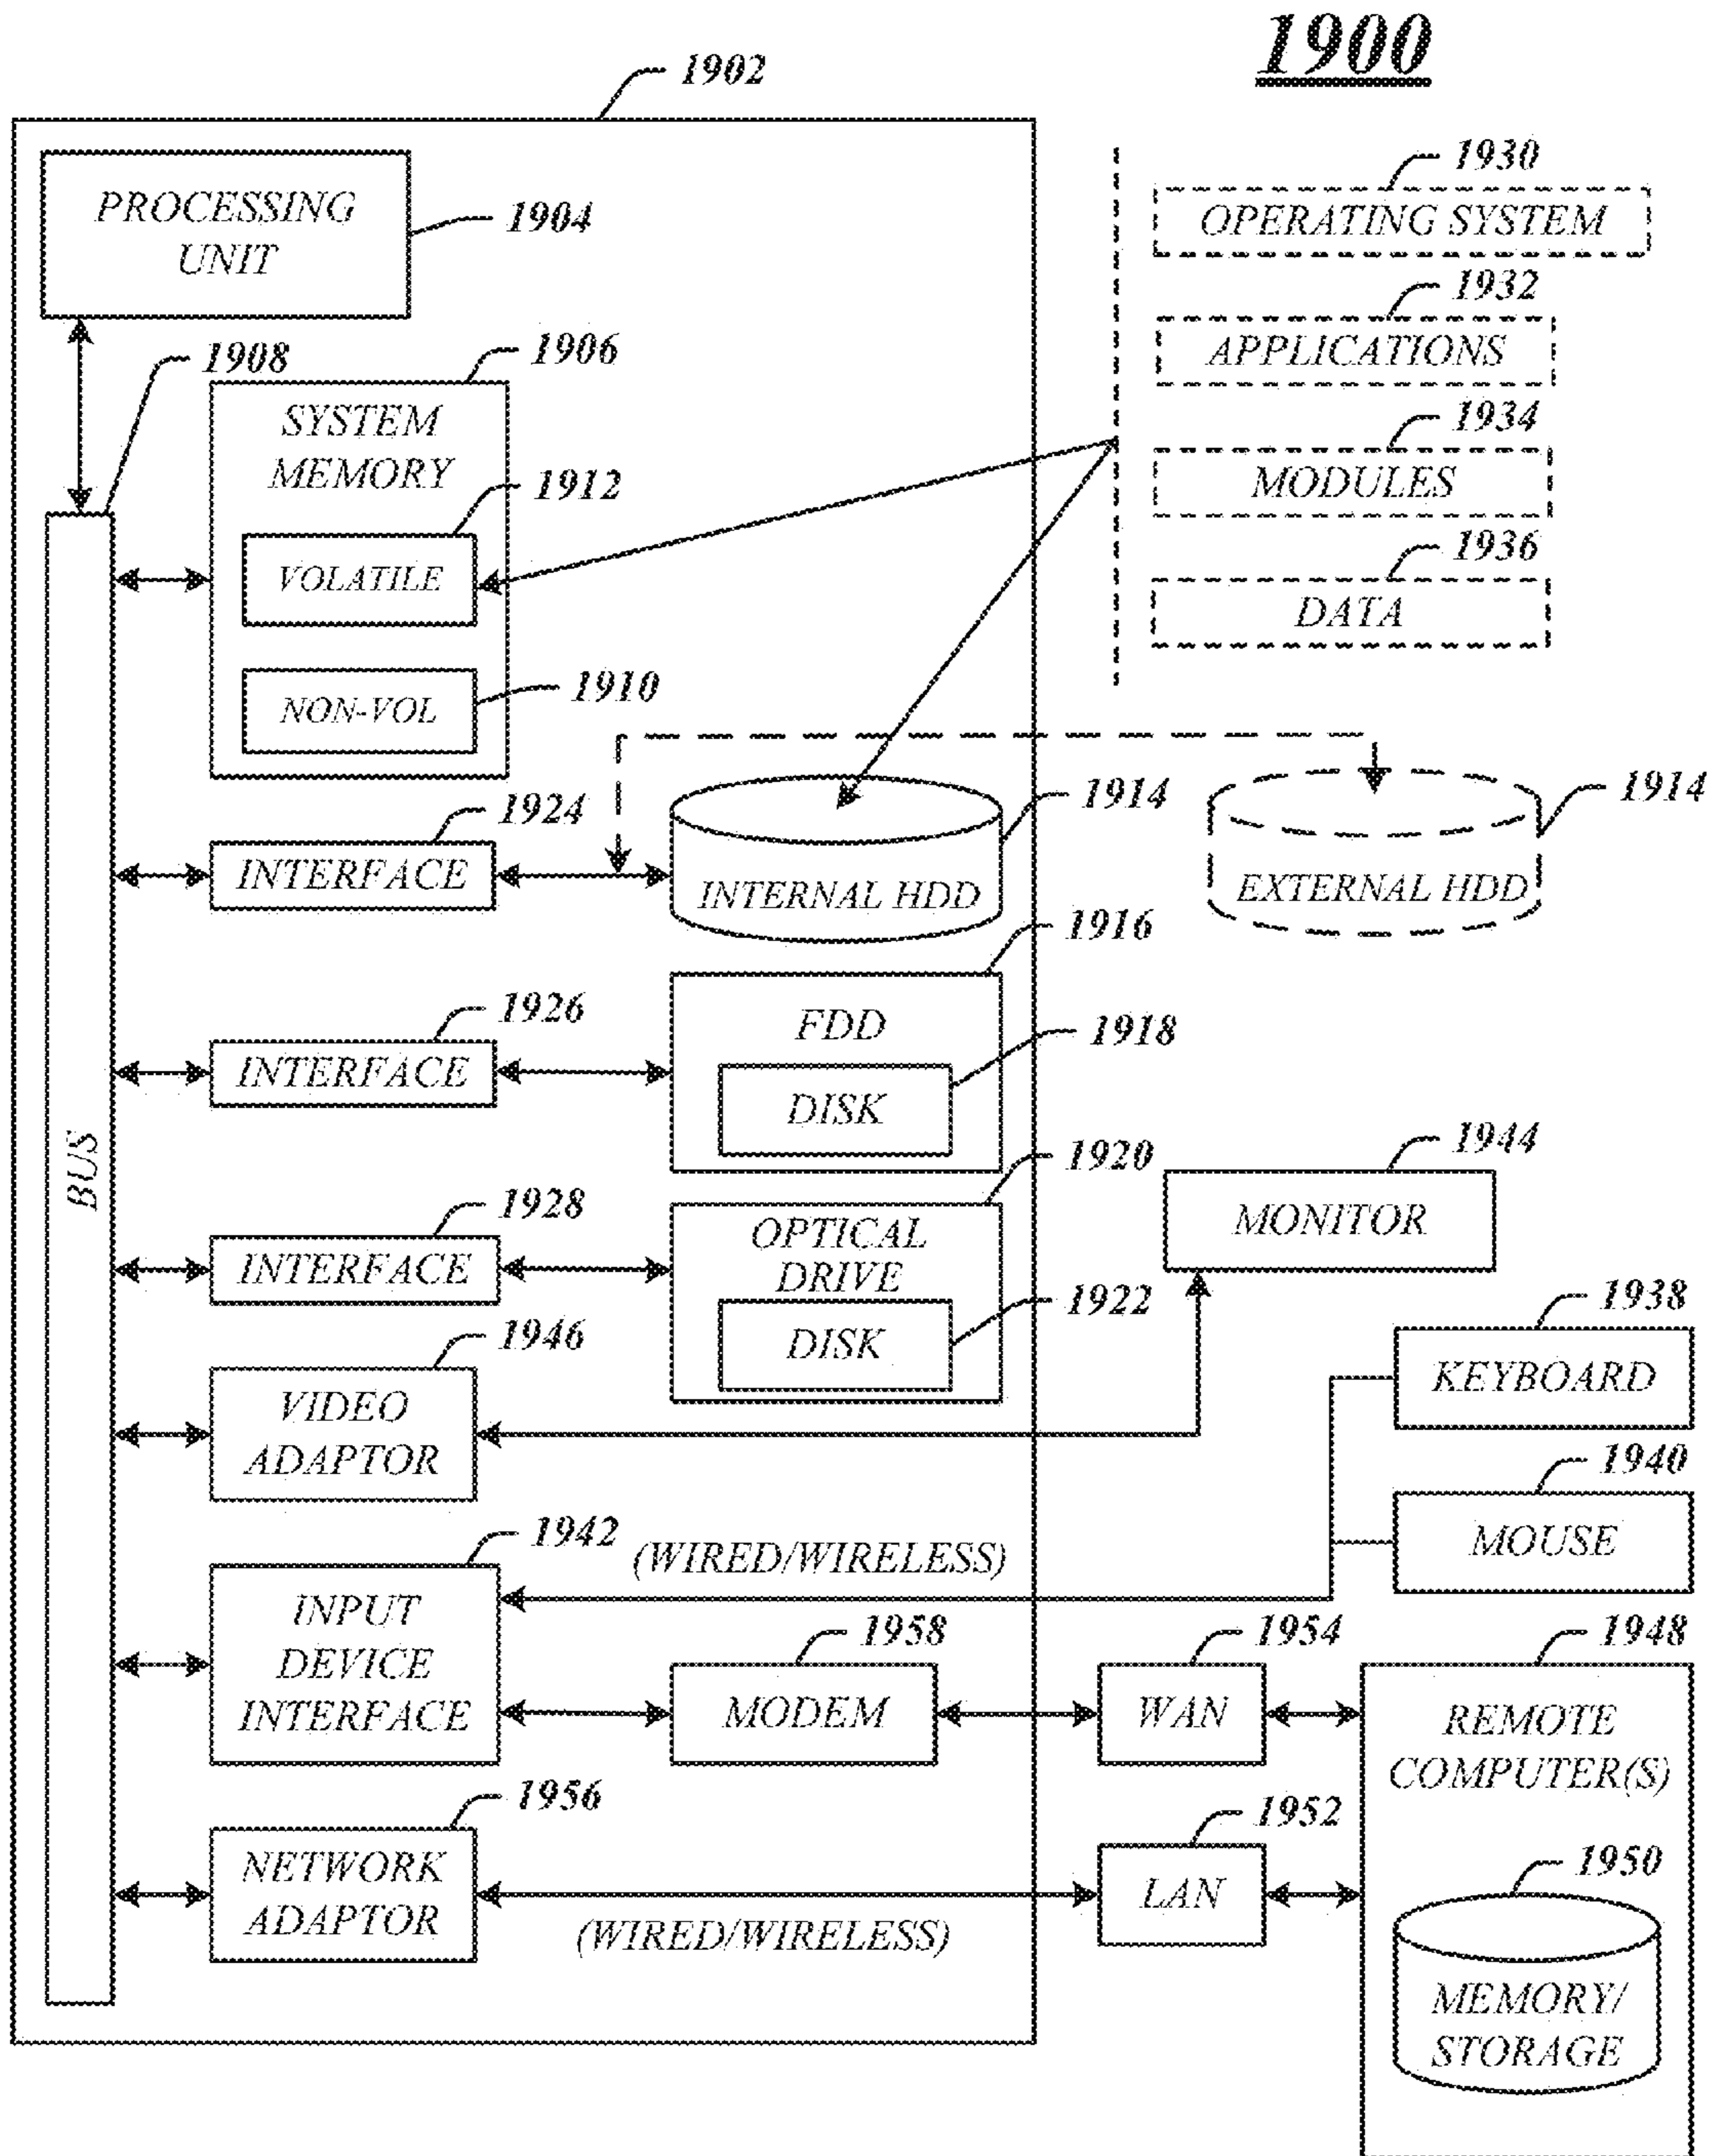 1900
1902
PROCESSING
UNIT
1904
1930
OPERATING SYSTEM
1932
APPLICATIONS
1934
MODULES
1936
DATA
1908
1906
SYSTEM
MEMORY
1912
VOLATILE
1910
NON-VOL
BUS
1924
INTERFACE
1914
INTERNAL HDD
1914
EXTERNAL HDD
1926
INTERFACE
1916
FDD
1918
DISK
1928
INTERFACE
1920
OPTICAL
DRIVE
1922
DISK
1944
MONITOR
1946
VIDEO
ADAPTOR
1938
KEYBOARD
1940
MOUSE
1942
INPUT
DEVICE
INTERFACE
(WIRED/WIRELESS)
1958
MODEM
1954
WAN
1948
REMOTE
COMPUTER(S)
1956
NETWORK
ADAPTOR
(WIRED/WIRELESS)
1952
LAN
1950
MEMORY/
STORAGE